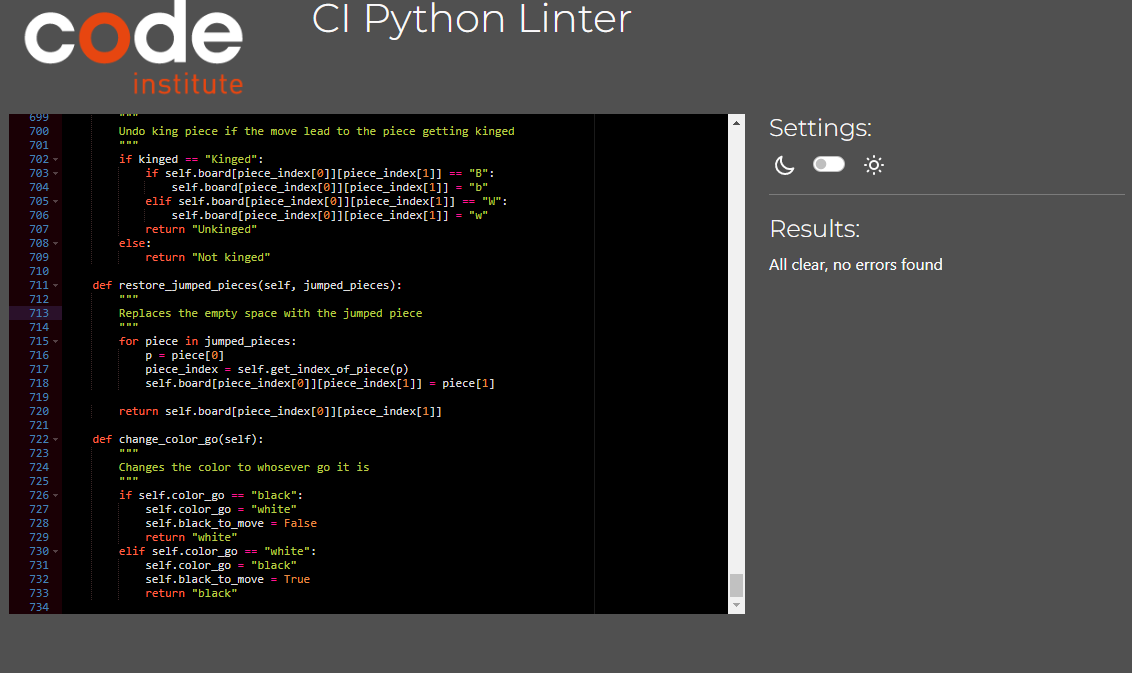 code
institute
CI Python Linter
699 """
700 Undo king piece if the move lead to the piece getting kinged
701 """
702 if kinged == "Kinged":
703 if self.board[piece_index[0]][piece_index[1]] == "B":
704 self.board[piece_index[0]][piece_index[1]] = "b"
705 elif self.board[piece_index[0]][piece_index[1]] == "W":
706 self.board[piece_index[0]][piece_index[1]] = "w"
707 return "Unkinged"
708 else:
709 return "Not kinged"
710
711 def restore_jumped_pieces(self, jumped_pieces):
712 """
713 Replaces the empty space with the jumped piece
714 """
715 for piece in jumped_pieces:
716 p = piece[0]
717 piece_index = self.get_index_of_piece(p)
718 self.board[piece_index[0]][piece_index[1]] = piece[1]
719
720 return self.board[piece_index[0]][piece_index[1]]
721
722 def change_color_go(self):
723 """
724 Changes the color to whosever go it is
725 """
726 if self.color_go == "black":
727 self.color_go = "white"
728 self.black_to_move = False
729 return "white"
730 elif self.color_go == "white":
731 self.color_go = "black"
732 self.black_to_move = True
733 return "black"
734
Settings:
Results:
All clear, no errors found